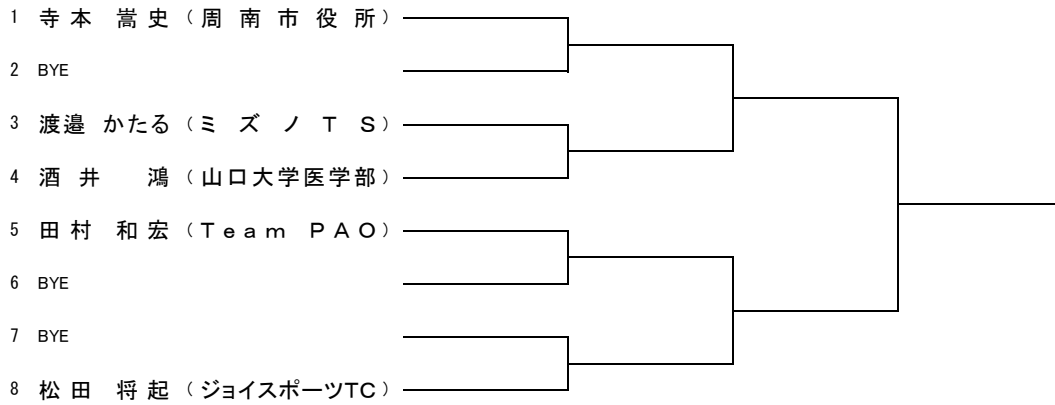 1 寺本 嵩史（周南市役所）
2 BYE
3 渡邉 かたる（ミズノTS）
4 酒井 鴻（山口大学医学部）
5 田村 和宏（Team PAO）
6 BYE
7 BYE
8 松田 将起（ジョイスポーツTC）